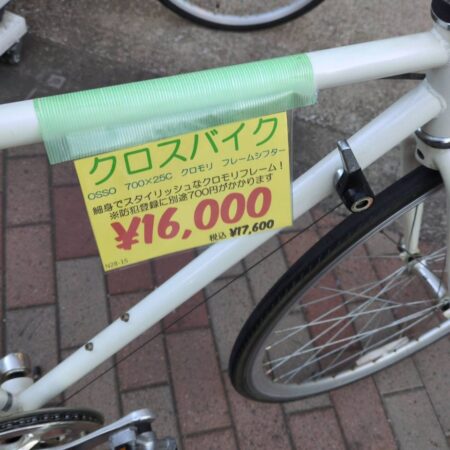 クロスバイク
OSSO 700×25C クロモリ フレームシフター
細身でスタイリッシュなクロモリフレーム！
※防犯登録に別途700円がかかります
¥16,000
税込 ¥17,600
N28-15